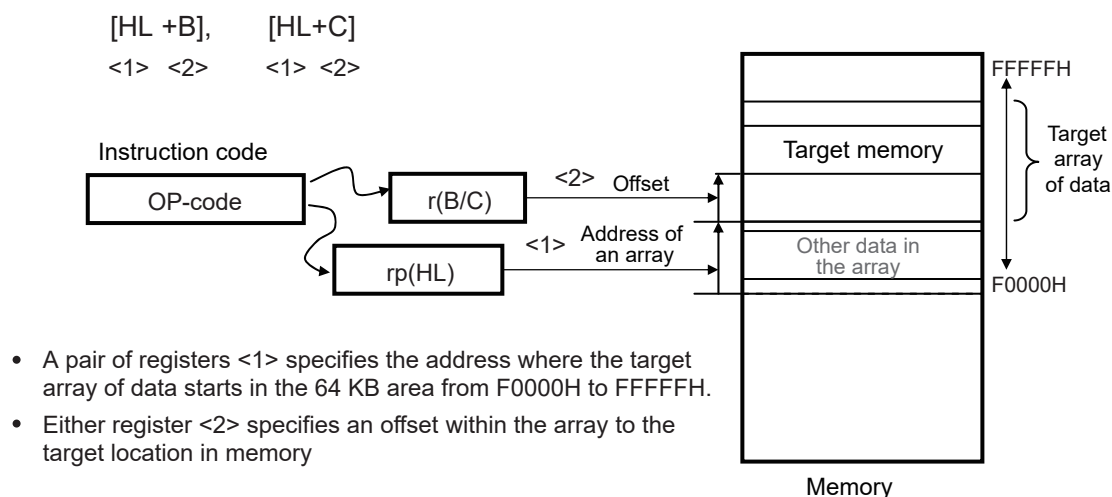 [HL +B], [HL+C]
<1> <2> <1> <2>
Instruction code
OP-code
r(B/C)
<2> Offset
rp(HL)
<1> Address of
an array
FFFFFH
Target memory
Target
array
of data
Other data in
the array
F0000H
• A pair of registers <1> specifies the address where the target
array of data starts in the 64 KB area from F0000H to FFFFFH.
• Either register <2> specifies an offset within the array to the
target location in memory
Memory